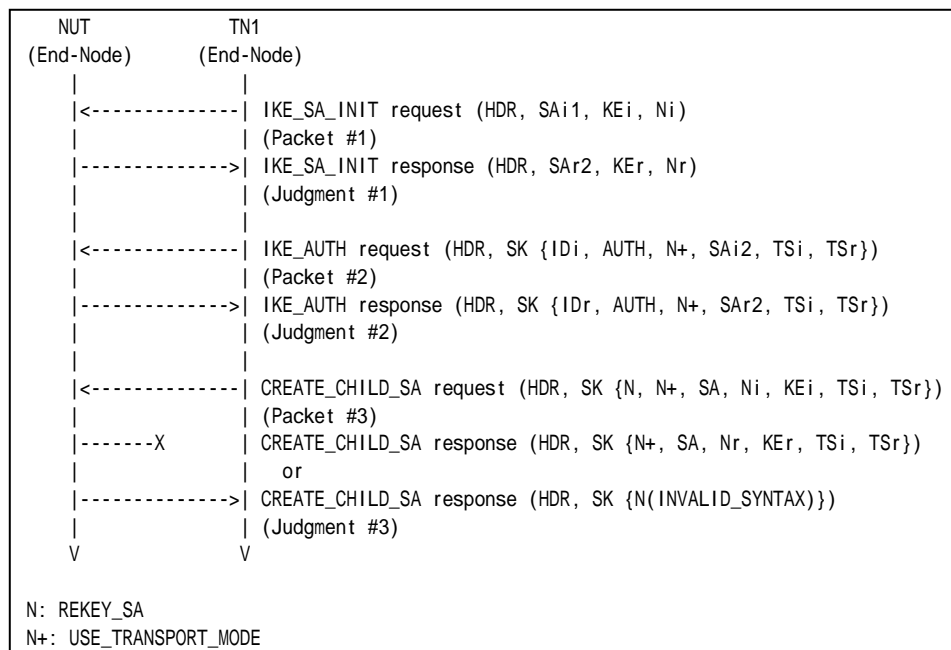 NUT TN1
(End-Node) (End-Node)
| |
|<--------------| IKE_SA_INIT request (HDR, SAi1, KEi, Ni)
| | (Packet #1)
|-------------->| IKE_SA_INIT response (HDR, SAr2, KEr, Nr)
| | (Judgment #1)
| |
|<--------------| IKE_AUTH request (HDR, SK {IDi, AUTH, N+, SAi2, TSi, TSr})
| | (Packet #2)
|-------------->| IKE_AUTH response (HDR, SK {IDr, AUTH, N+, SAr2, TSi, TSr})
| | (Judgment #2)
| |
|<--------------| CREATE_CHILD_SA request (HDR, SK {N, N+, SA, Ni, KEi, TSi, TSr})
| | (Packet #3)
|-------X | CREATE_CHILD_SA response (HDR, SK {N+, SA, Nr, KEr, TSi, TSr})
| | or
|-------------->| CREATE_CHILD_SA response (HDR, SK {N(INVALID_SYNTAX)})
| | (Judgment #3)
V V
N: REKEY_SA
N+: USE_TRANSPORT_MODE